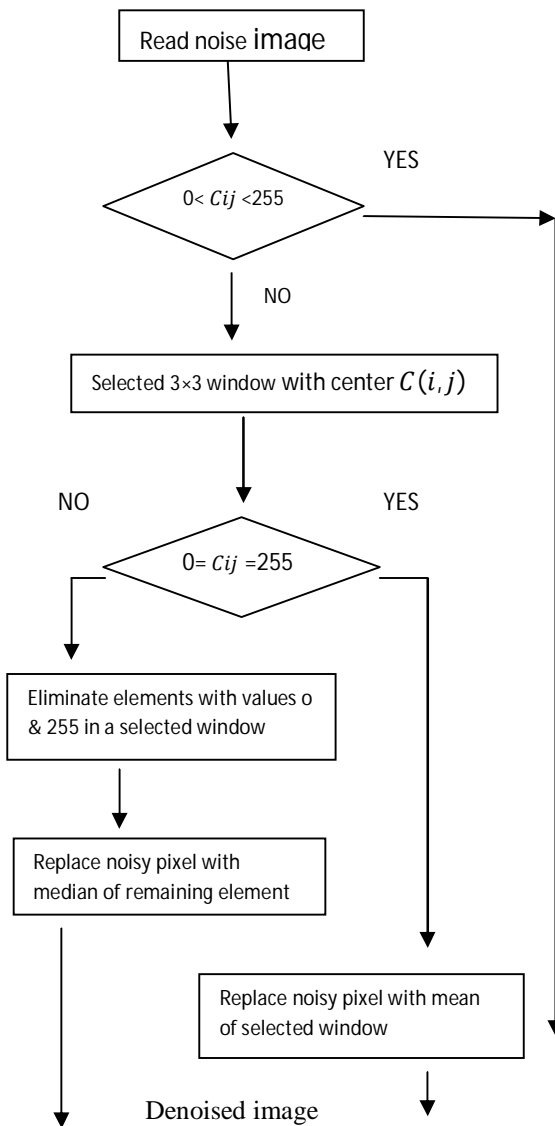 Read noise image
YES
0< Cij <255
NO
Selected 3×3 window with center C(i,j)
NO
YES
0= Cij =255
Eliminate elements with values o
& 255 in a selected window
Replace noisy pixel with
median of remaining element
Replace noisy pixel with mean
of selected window
Denoised image